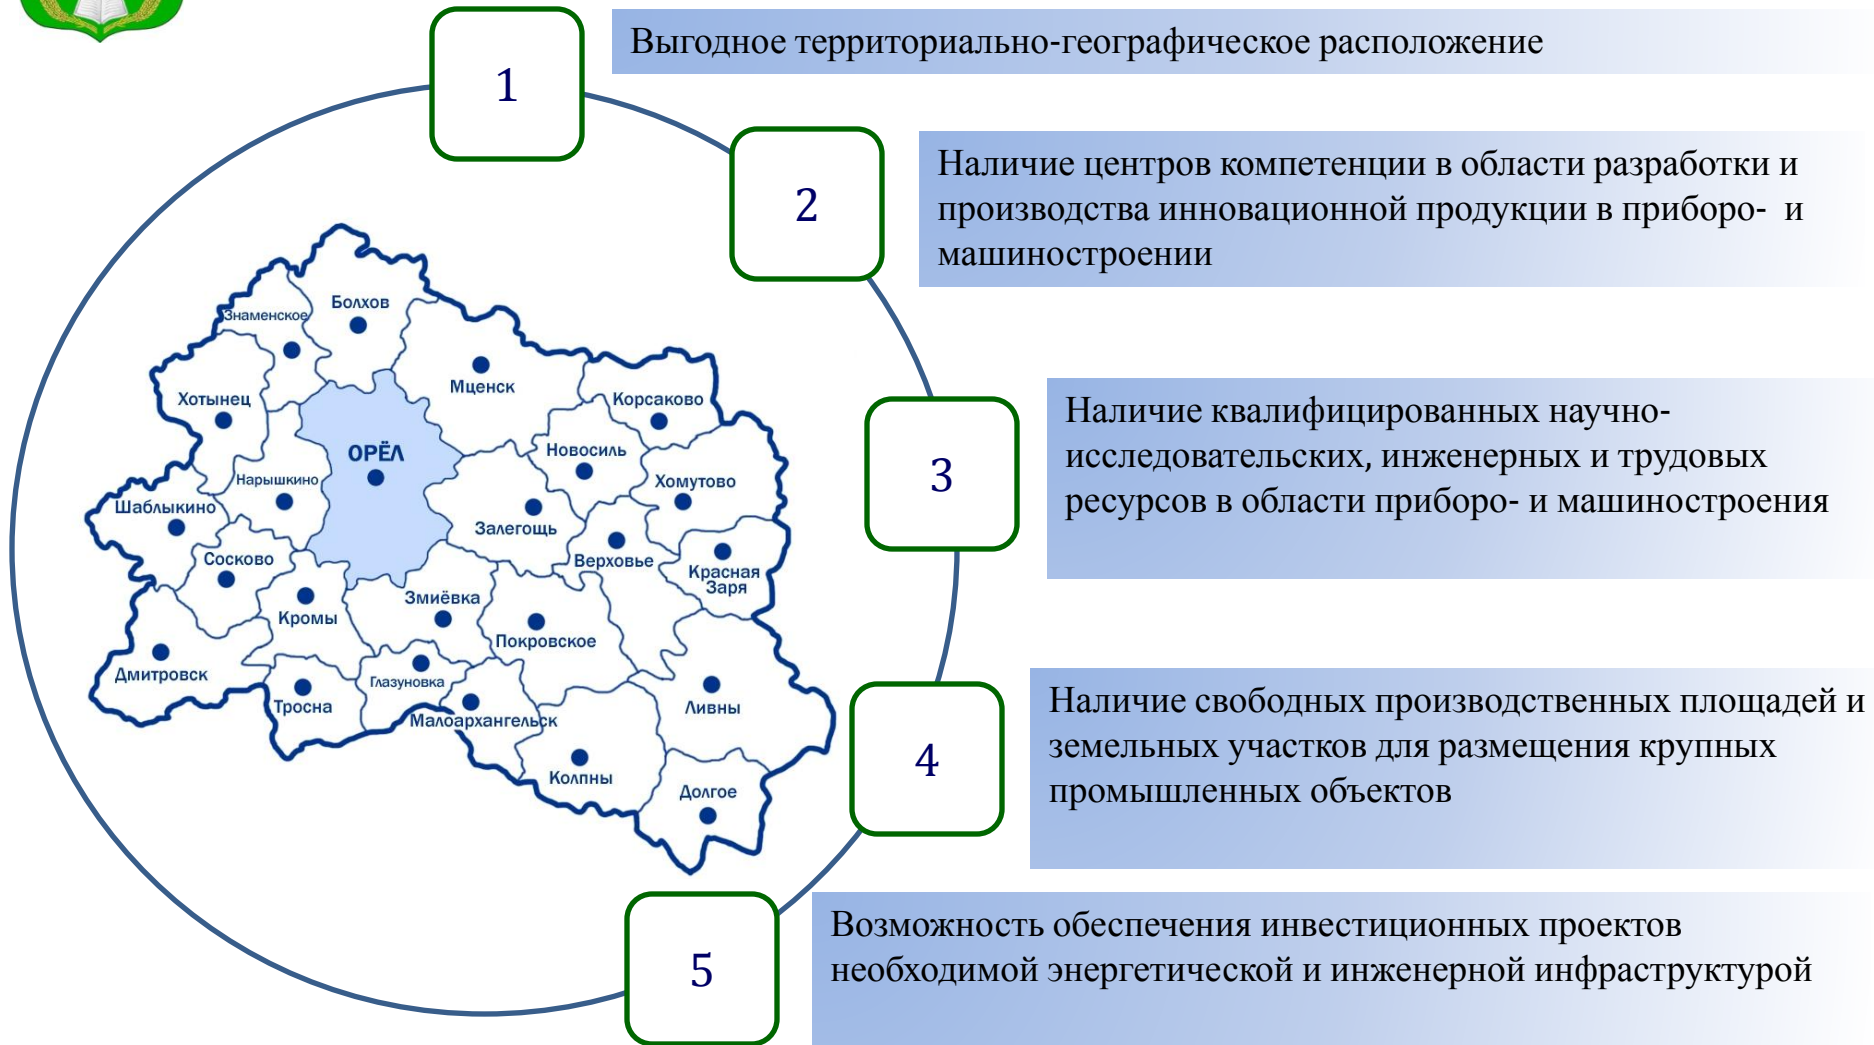 1
Выгодное территориально-географическое расположение
2
Наличие центров компетенции в области разработки и
производства инновационной продукции в приборо- и
машиностроении
3
Наличие квалифицированных научно-
исследовательских, инженерных и трудовых
ресурсов в области приборо- и машиностроения
4
Наличие свободных производственных площадей и
земельных участков для размещения крупных
промышленных объектов
5
Возможность обеспечения инвестиционных проектов
необходимой энергетической и инженерной инфраструктурой
Болхов
Знаменское
Мценск
Хотынец
Корсаково
ОРЁЛ
Новосиль
Нарышкино
Хомутово
Шаблыкино
Залегощь
Сосково
Верховье
Красная
Заря
Змиёвка
Кромы
Покровское
Дмитровск
Глазуновка
Тросна
Ливны
Малоархангельск
Колпны
Долгое